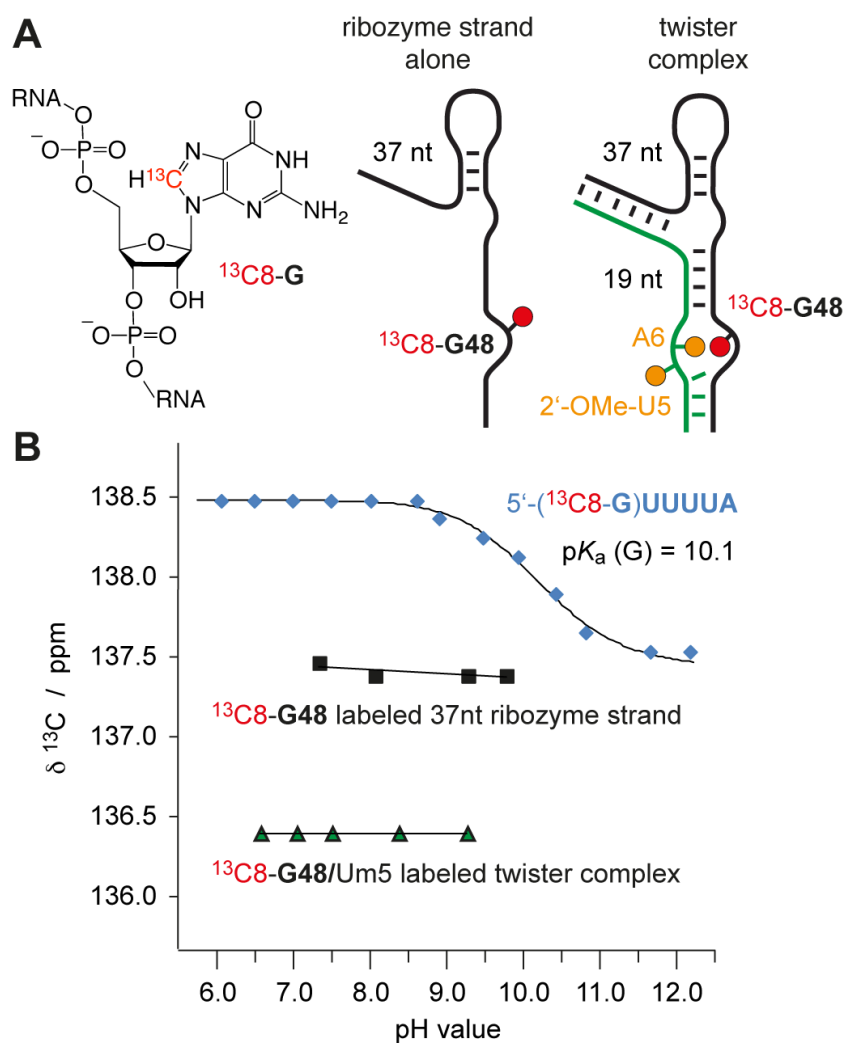 A
ribozyme strand
alone
twister
complex
RNA
O
O
−O–P=O
N
NH
37 nt
37 nt
H¹³C
O
N
N
NH₂
O
19 nt
¹³C8-G
¹³C8-G48
O
OH
¹³C8-G48
A6
−O–P=O
O
2‘-OMe-U5
RNA
B
138.5
5‘-(¹³C8-G)UUUUA
pKa (G) = 10.1
138.0
137.5
¹³C8-G48 labeled 37nt ribozyme strand
137.0
δ ¹³C / ppm
136.5
¹³C8-G48/Um5 labeled twister complex
136.0
6.0 7.0 8.0 9.0 10.0 11.0 12.0
pH value